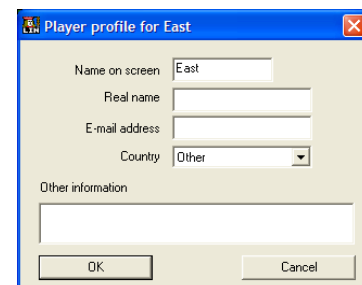 Player profile for East
Name on screen East
Real name
E-mail address
Country Other
Other information
OK Cancel